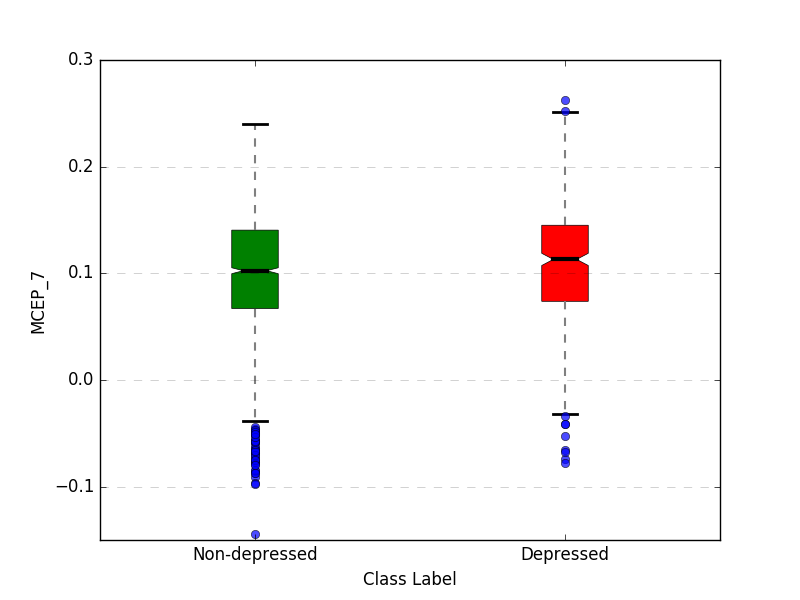 0.3
0.2
0.1
0.0
−0.1
MCEP_7
Non-depressed
Depressed
Class Label